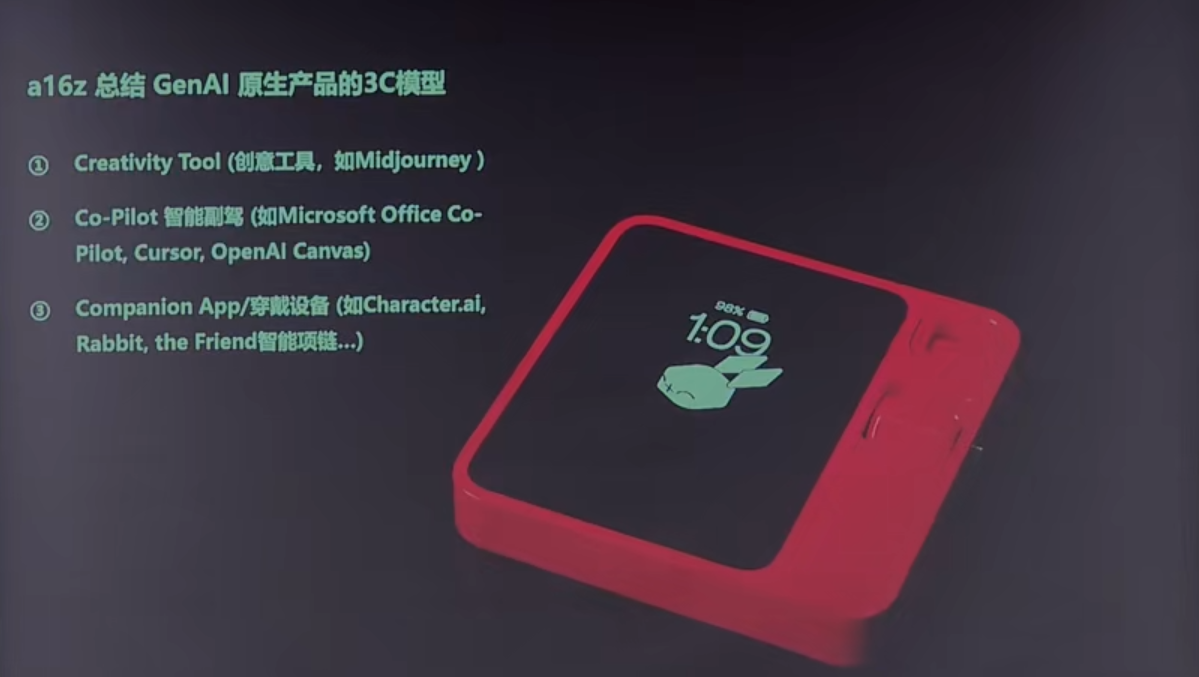 a16z 总结 GenAI 原生产品的3C模型
① Creativity Tool (创意工具，如Midjourney )
② Co-Pilot 智能副驾 (如Microsoft Office Co-
Pilot, Cursor, OpenAI Canvas)
③ Companion App/穿戴设备 (如Character.ai,
Rabbit, the Friend智能项链...)
98%
1:09